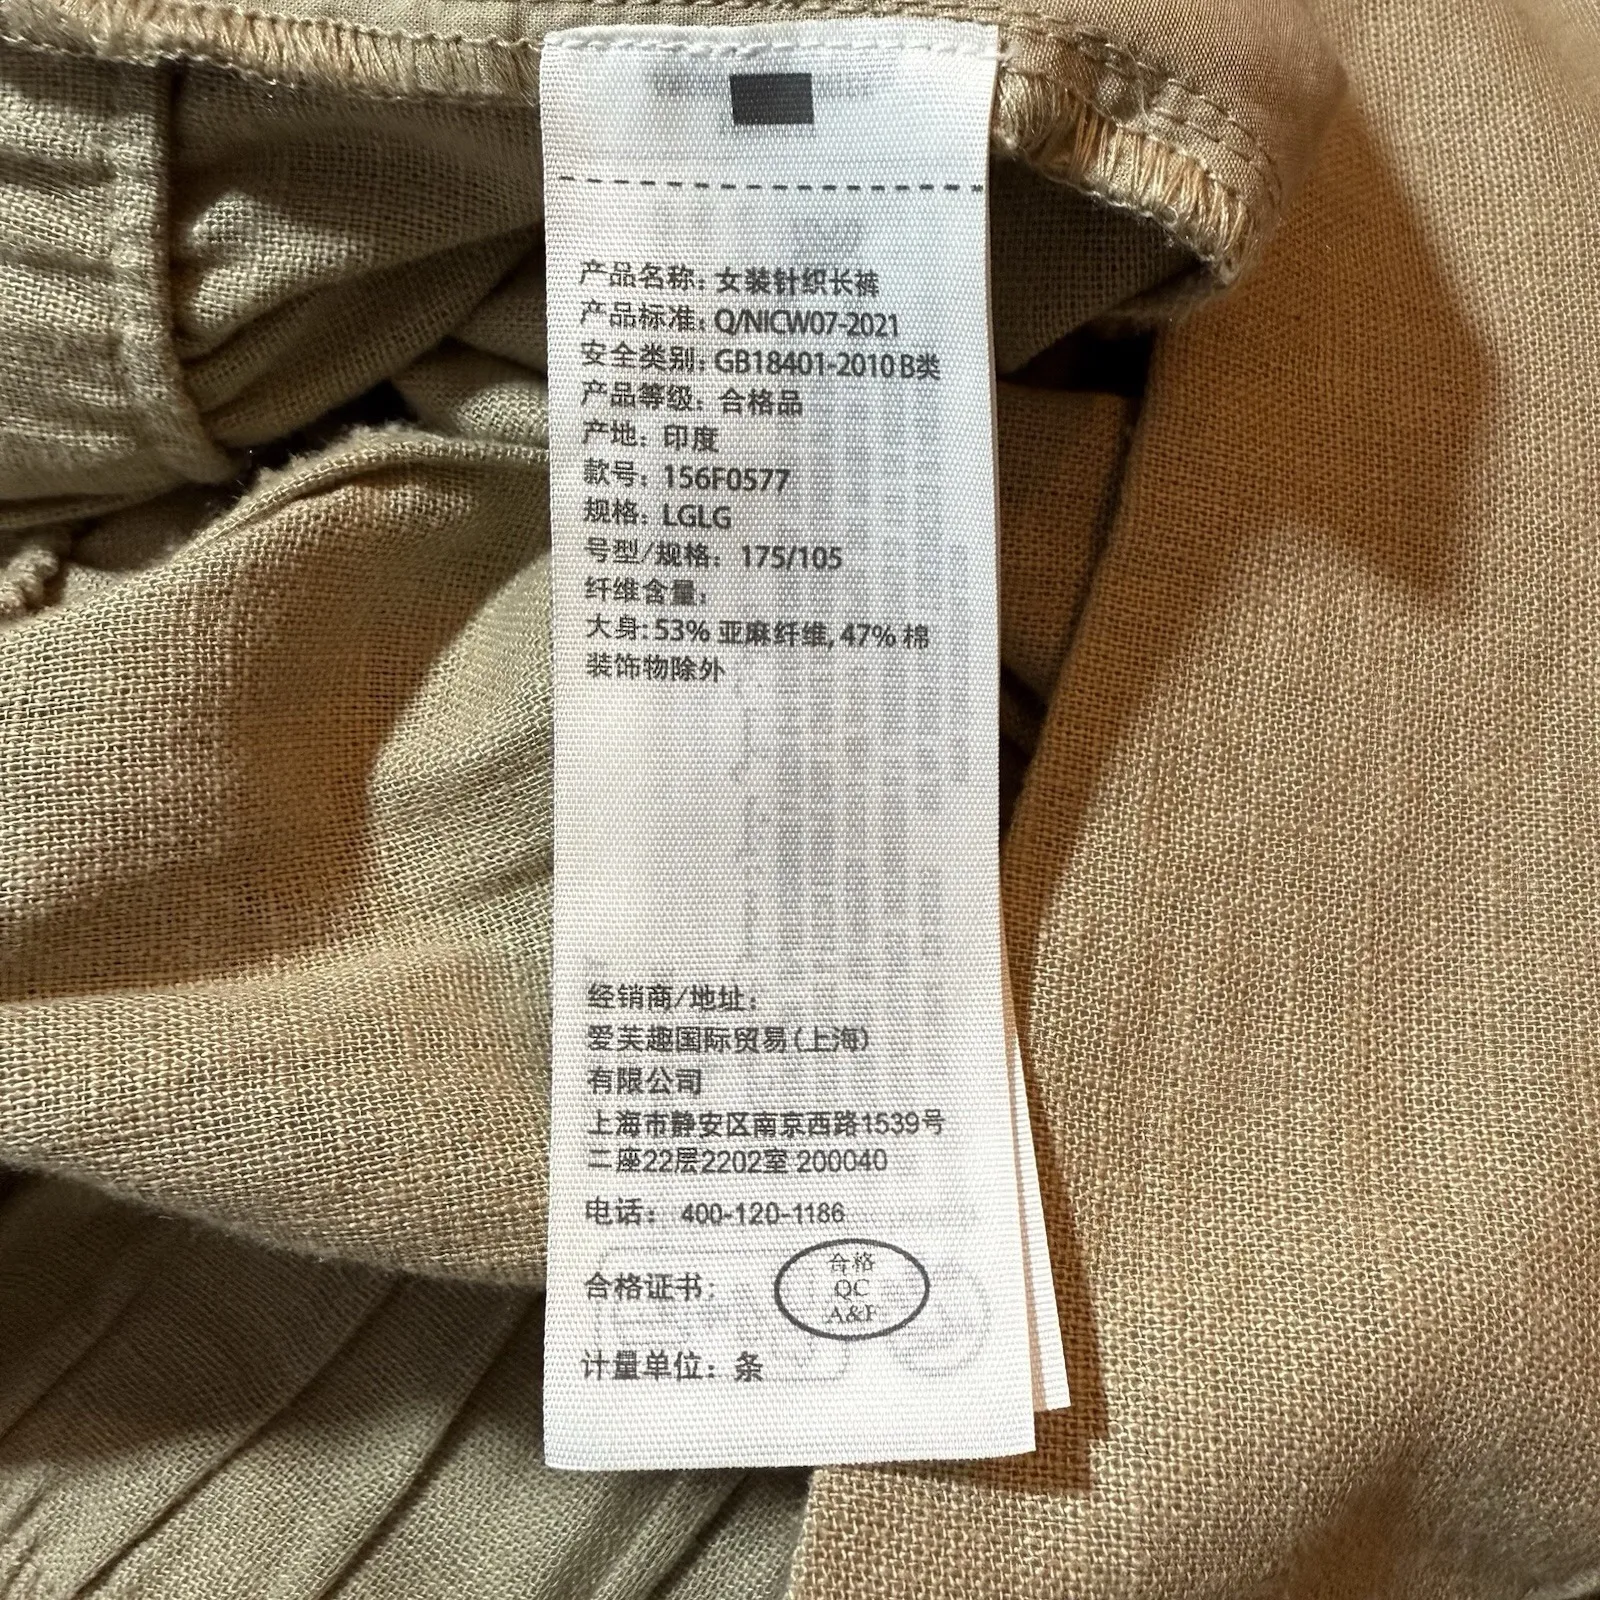 产品名称: 女装针织长裤
产品标准: Q/NICW07-2021
安全类别: GB18401-2010 B类
产品等级: 合格品
产地: 印度
款号: 156F0577
规格: LGLG
号型/规格: 175/105
纤维含量:
大身: 53% 亚麻纤维, 47% 棉
装饰物除外
经销商/地址:
爱芙趣国际贸易(上海)
有限公司
上海市静安区南京西路1539号
二座22层2202室 200040
电话: 400-120-1186
合格
QC
A&F
合格证书:
计量单位: 条